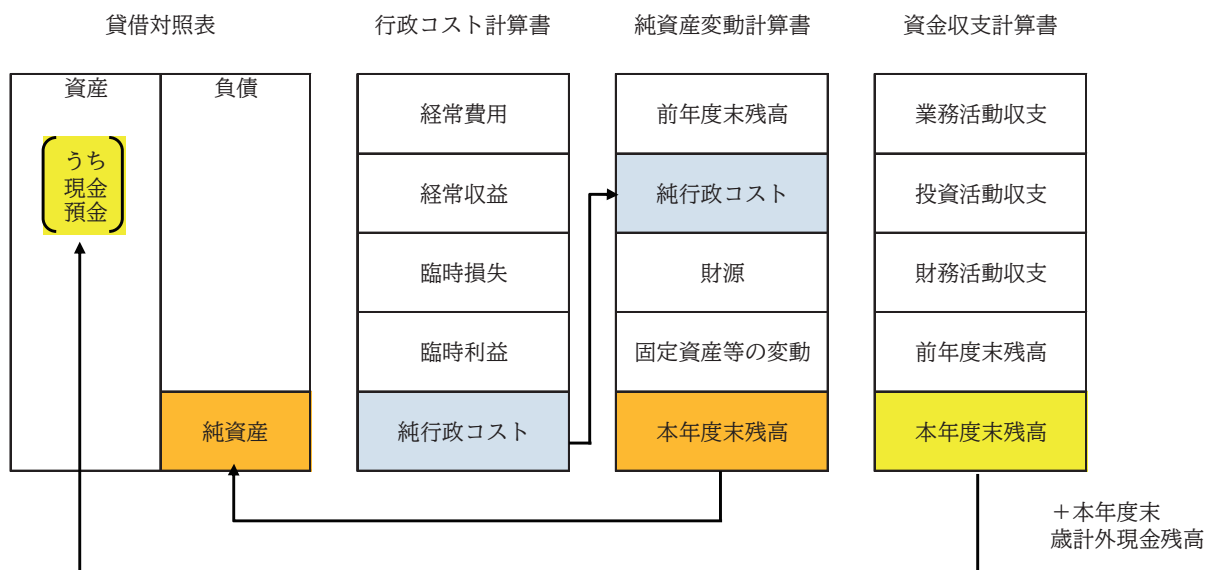 貸借対照表
行政コスト計算書
純資産変動計算書
資金収支計算書
資産
負債
うち
現金
預金
純資産
経常費用
経常収益
臨時損失
臨時利益
純行政コスト
前年度末残高
純行政コスト
財源
固定資産等の変動
本年度末残高
業務活動収支
投資活動収支
財務活動収支
前年度末残高
本年度末残高
＋本年度末
歳計外現金残高